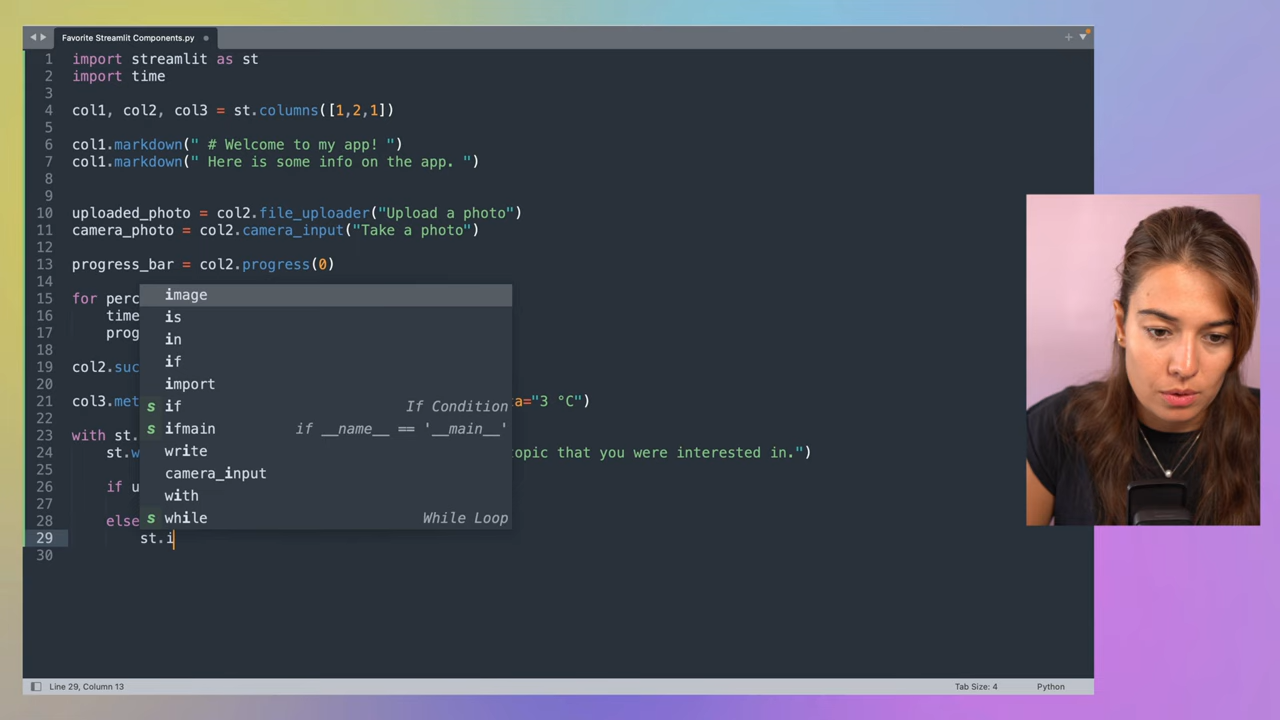 Favorite Streamlit Components.py
1 import streamlit as st
2 import time
3
4 col1, col2, col3 = st.columns([1,2,1])
5
6 col1.markdown(" # Welcome to my app! ")
7 col1.markdown(" Here is some info on the app. ")
8
9
10 uploaded_photo = col2.file_uploader("Upload a photo")
11 camera_photo = col2.camera_input("Take a photo")
12
13 progress_bar = col2.progress(0)
14
15 for perc
image
16 time
is
17 prog
in
18
if
19 col2.suc
20
import
21 col3.met ta="3 °C")
s if If Condition
22
s ifmain if __name__ == '__main__'
23 with st.
24 st.w opic that you were interested in.")
write
25
camera_input
26 if u
with
27
28 else
s while While Loop
29 st.i
30
Line 29, Column 13
Tab Size: 4
Python